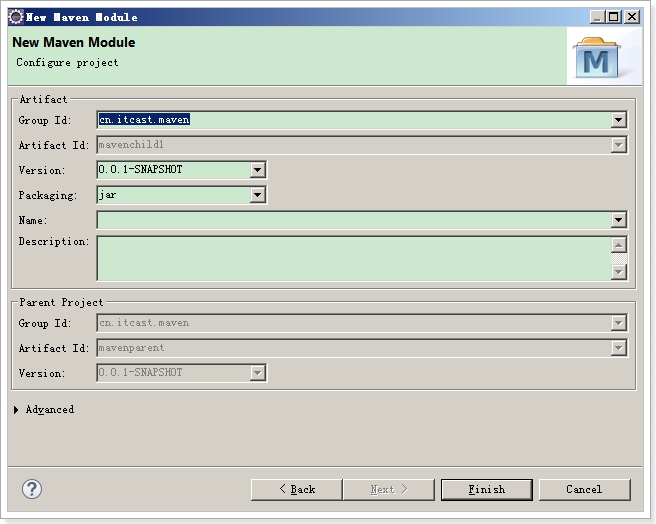 New Maven Module
New Maven Module
Configure project
M
Artifact
Group Id: cn.itcast.maven
Artifact Id: mavenchild1
Version: 0.0.1-SNAPSHOT
Packaging: jar
Name:
Description:
Parent Project
Group Id: cn.itcast.maven
Artifact Id: mavenparent
Version: 0.0.1-SNAPSHOT
Advanced
? < Back Next > Finish Cancel